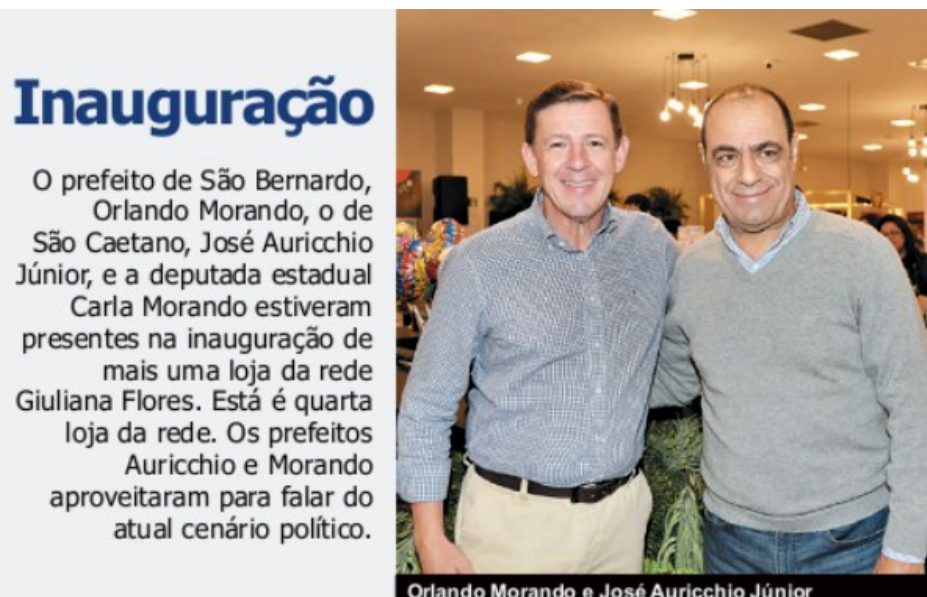 Inauguração
O prefeito de São Bernardo,
Orlando Morando, o de
São Caetano, José Auricchio
Júnior, e a deputada estadual
Carla Morando estiveram
presentes na inauguração de
mais uma loja da rede
Giuliana Flores. Está é quarta
loja da rede. Os prefeitos
Auricchio e Morando
aproveitaram para falar do
atual cenário político.
Orlando Morando e José Auricchio Júnior